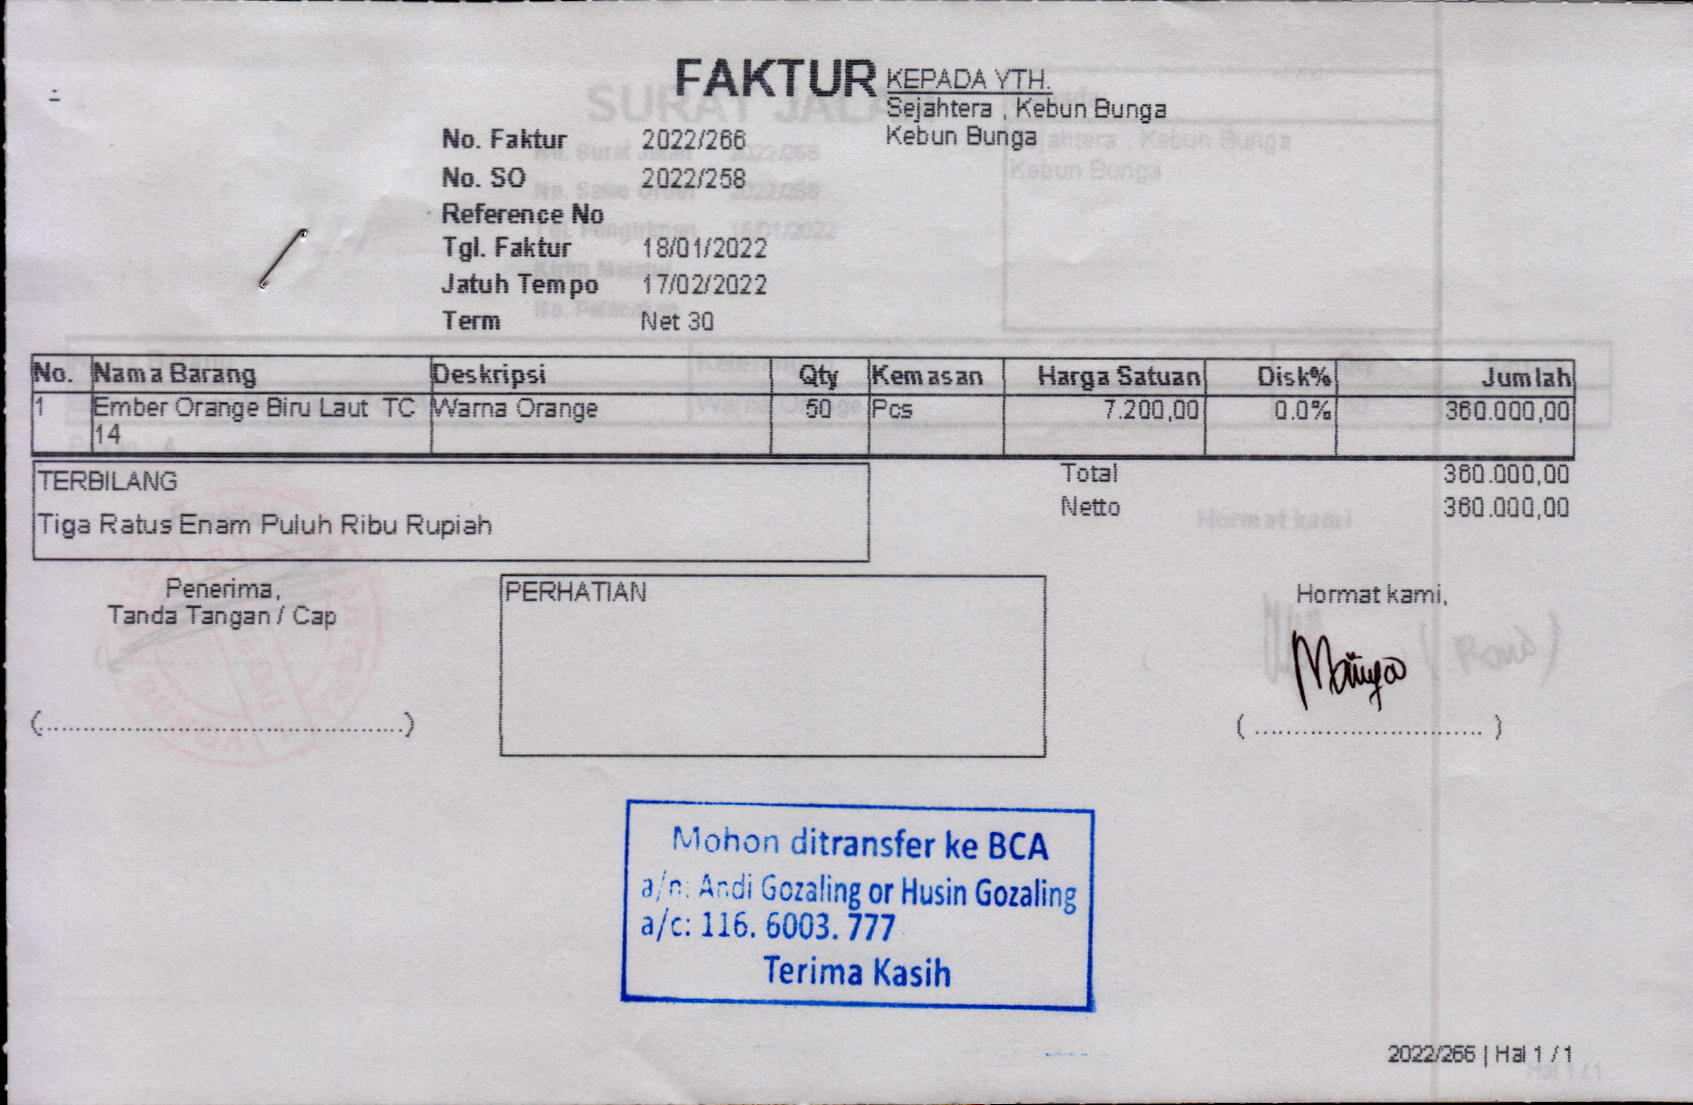 FAKTUR
KEPADA YTH.
Sejahtera , Kebun Bunga
Kebun Bunga
No. Faktur 2022/266
No. SO 2022/258
Reference No
Tgl. Faktur 18/01/2022
Jatuh Tempo 17/02/2022
Term Net 30
No. Nama Barang Deskripsi Qty Kemasan Harga Satuan Disk% Jumlah
1 Ember Orange Biru Laut TC Warna Orange 50 Pcs 7.200,00 0.0% 360.000,00
14
TERBILANG
Tiga Ratus Enam Puluh Ribu Rupiah
Total 360.000,00
Netto 360.000,00
Penerima,
Tanda Tangan / Cap
(................................................)
PERHATIAN
Hormat kami,
( .............................. )
Mohon ditransfer ke BCA
a/n: Andi Gozaling or Husin Gozaling
a/c: 116. 6003. 777
Terima Kasih
2022/266 | Hal 1 / 1